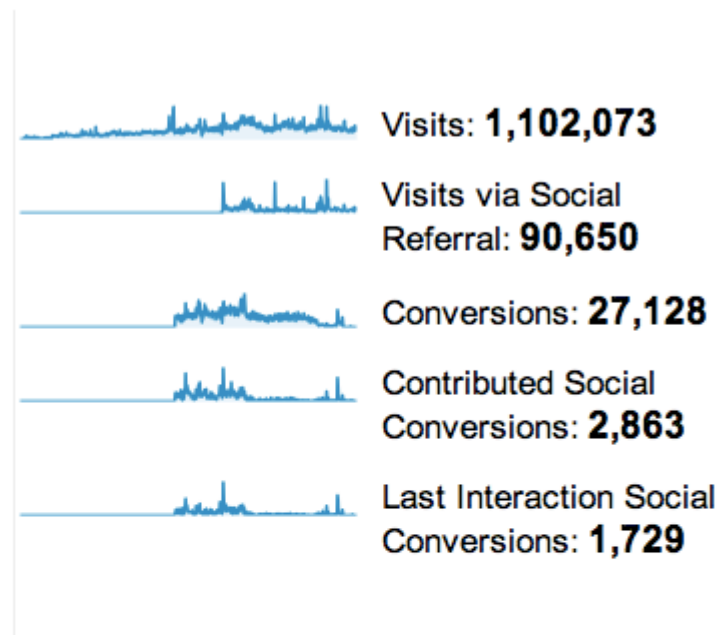 Visits: 1,102,073
Visits via Social
Referral: 90,650
Conversions: 27,128
Contributed Social
Conversions: 2,863
Last Interaction Social
Conversions: 1,729